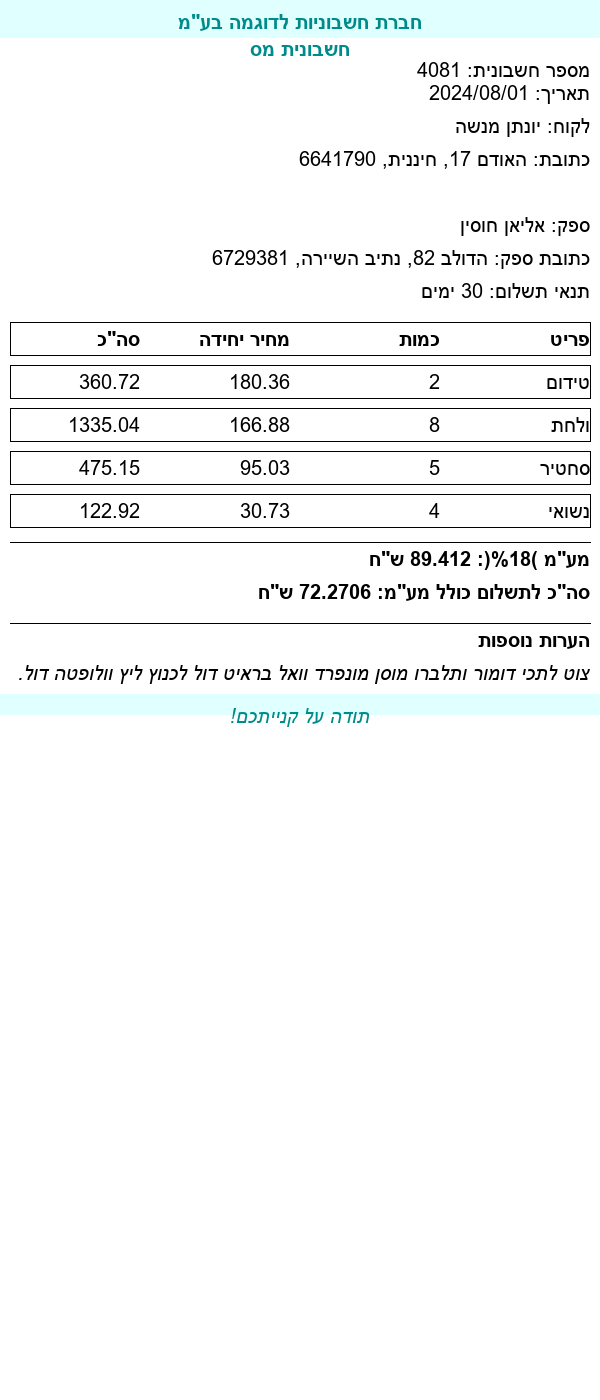 חברת חשבוניות לדוגמה בע"מ
חשבונית מס
מספר חשבונית: 4081
תאריך: 2024/08/01
לקוח: יונתן מנשה
כתובת: האודם 17, חיננית, 6641790
ספק: אליאן חוסין
כתובת ספק: הדולב 82, נתיב השיירה, 6729381
תנאי תשלום: 30 ימים
פריט כמות מחיר יחידה סה"כ
טידום 2 180.36 360.72
ולחת 8 166.88 1335.04
סחטיר 5 95.03 475.15
נשואי 4 30.73 122.92
מע"מ )18%(: 89.412 ש"ח
סה"כ לתשלום כולל מע"מ: 72.2706 ש"ח
הערות נוספות
צוט לתכי דומור ותלברו מוסן מונפרד וואל בראיט דול לכנוץ ליץ וולופטה דול.
תודה על קנייתכם!